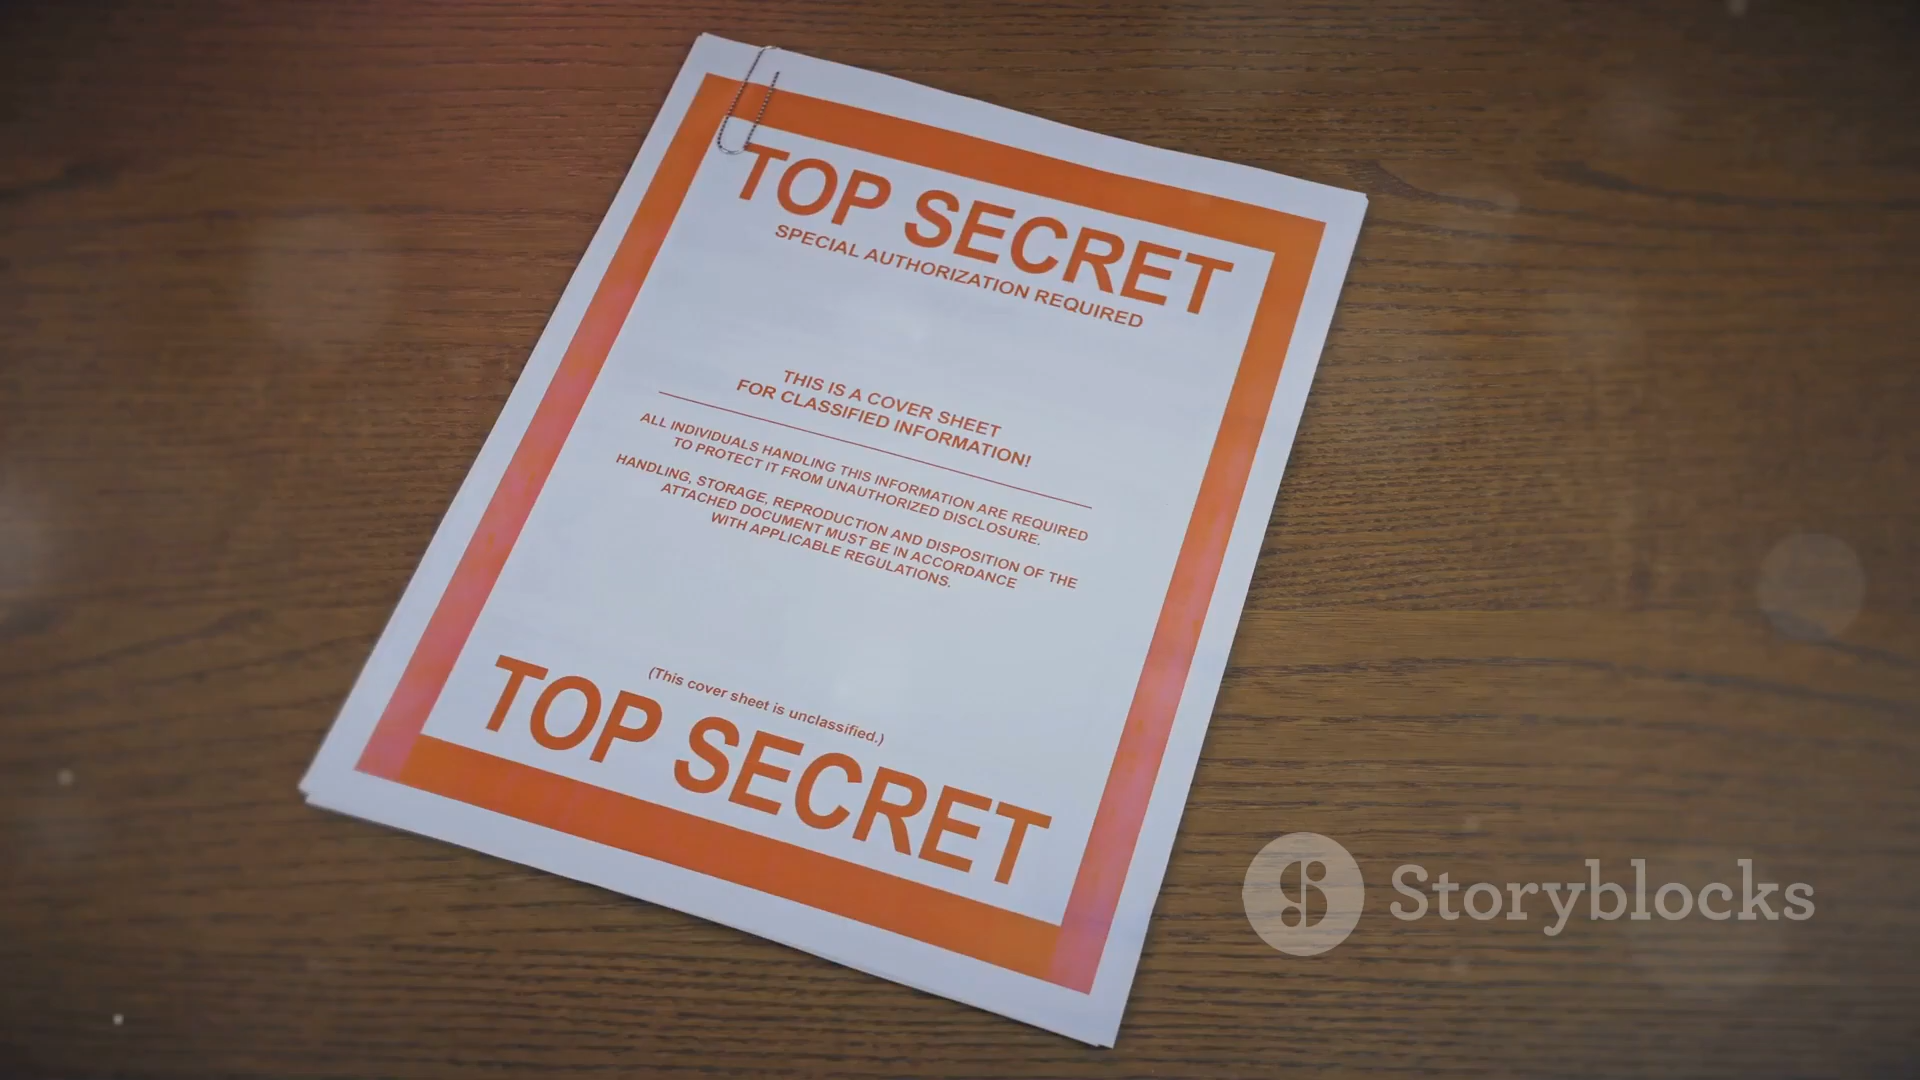 TOP SECRET
SPECIAL AUTHORIZATION REQUIRED
THIS IS A COVER SHEET
FOR CLASSIFIED INFORMATION!
ALL INDIVIDUALS HANDLING THIS INFORMATION ARE REQUIRED
TO PROTECT IT FROM UNAUTHORIZED DISCLOSURE.
HANDLING, STORAGE, REPRODUCTION AND DISPOSITION OF THE
ATTACHED DOCUMENT MUST BE IN ACCORDANCE
WITH APPLICABLE REGULATIONS.
(This cover sheet is unclassified.)
TOP SECRET
Storyblocks